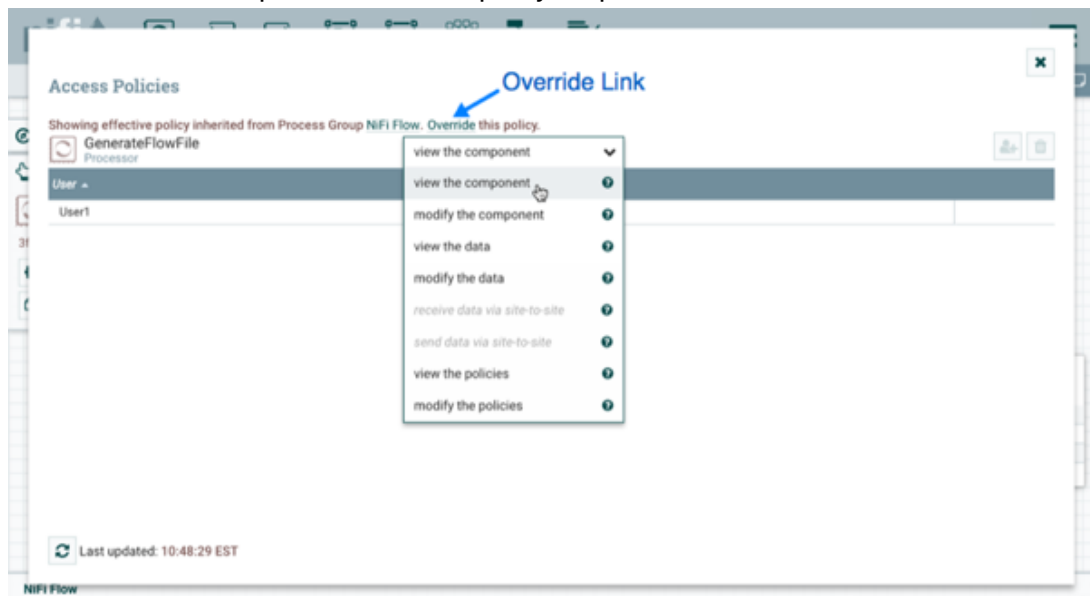 nifi
Override Link
Access Policies
Showing effective policy inherited from Process Group NiFi Flow. Override this policy.
GenerateFlowFile
Processor
view the component
User
view the component
User1
modify the component
view the data
modify the data
receive data via site-to-site
send data via site-to-site
view the policies
modify the policies
Last updated: 10:48:29 EST
NiFi Flow